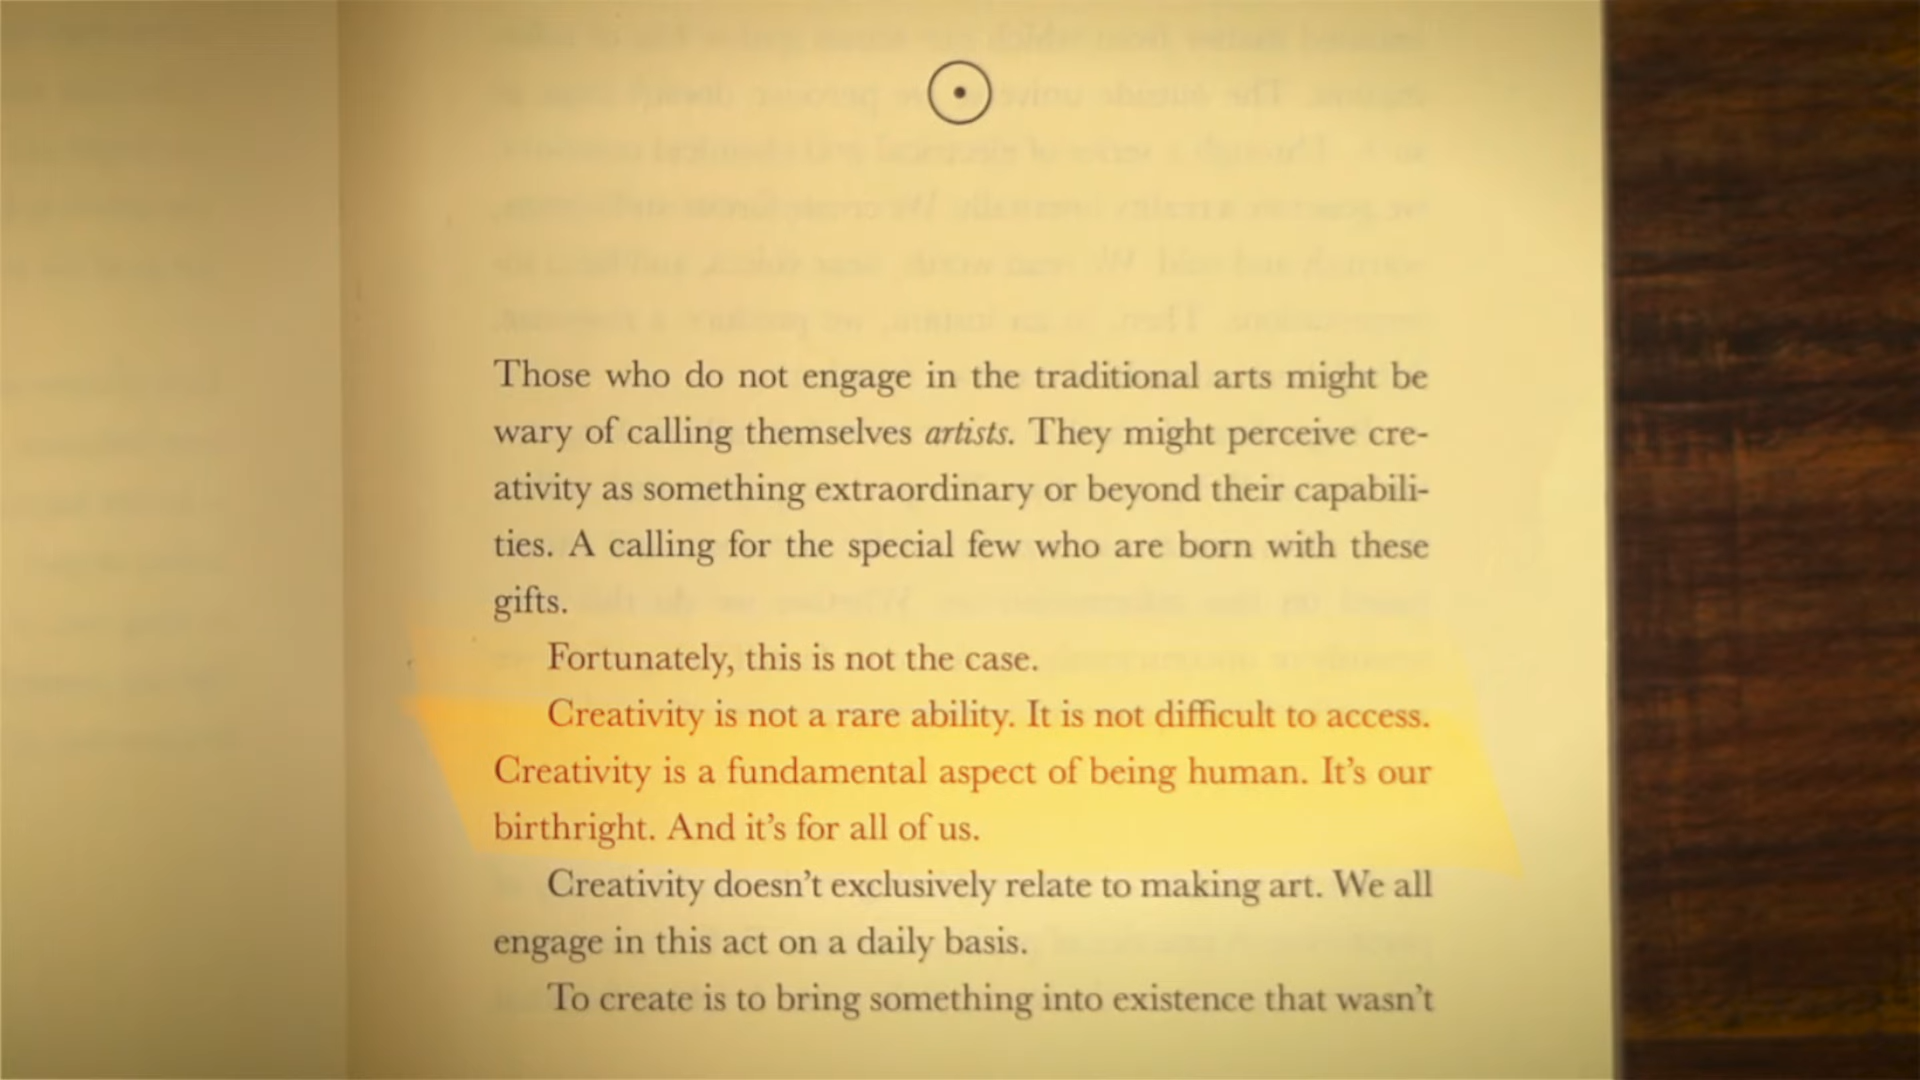 Those who do not engage in the traditional arts might be
wary of calling themselves artists. They might perceive cre-
ativity as something extraordinary or beyond their capabili-
ties. A calling for the special few who are born with these
gifts.
Fortunately, this is not the case.
Creativity is not a rare ability. It is not difficult to access.
Creativity is a fundamental aspect of being human. It’s our
birthright. And it’s for all of us.
Creativity doesn’t exclusively relate to making art. We all
engage in this act on a daily basis.
To create is to bring something into existence that wasn’t